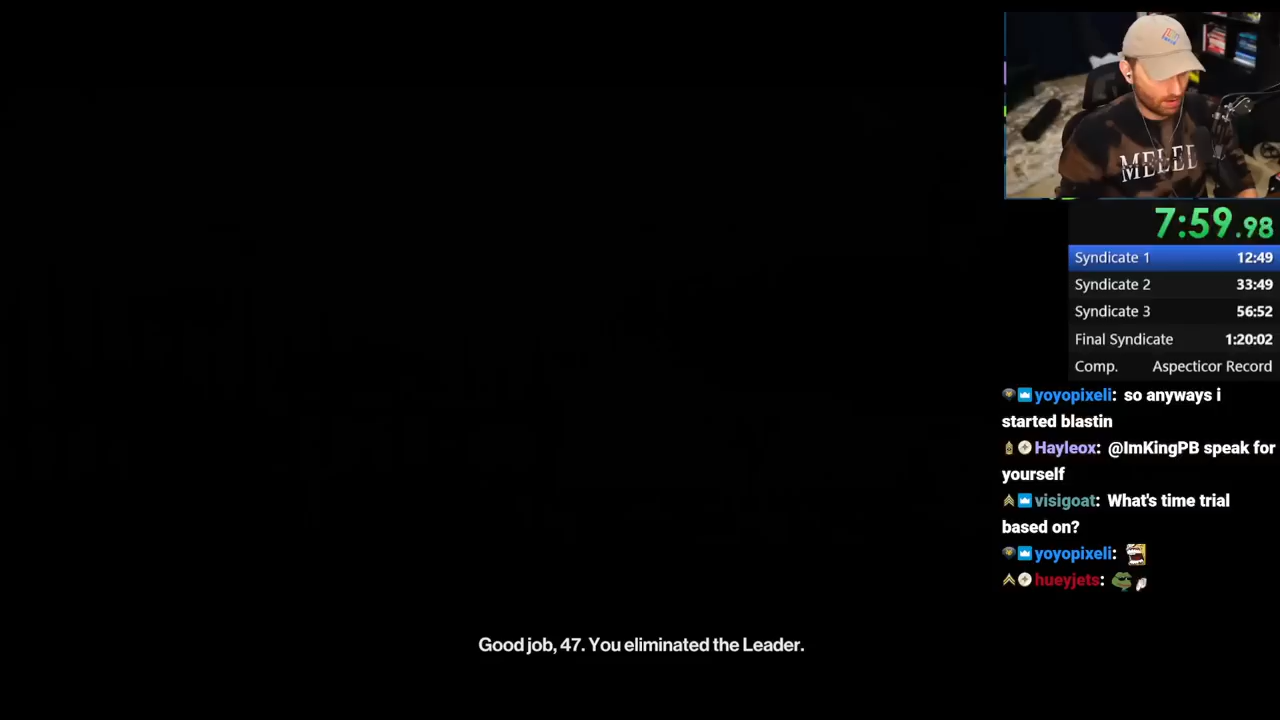 MELEE
7:59.98
Syndicate 1 12:49
Syndicate 2 33:49
Syndicate 3 56:52
Final Syndicate 1:20:02
Comp. Aspecticor Record
yoyopixeli: so anyways i
started blastin
Hayleox: @ImKingPB speak for
yourself
visigoat: What's time trial
based on?
yoyopixeli:
hueyjets:
Good job, 47. You eliminated the Leader.